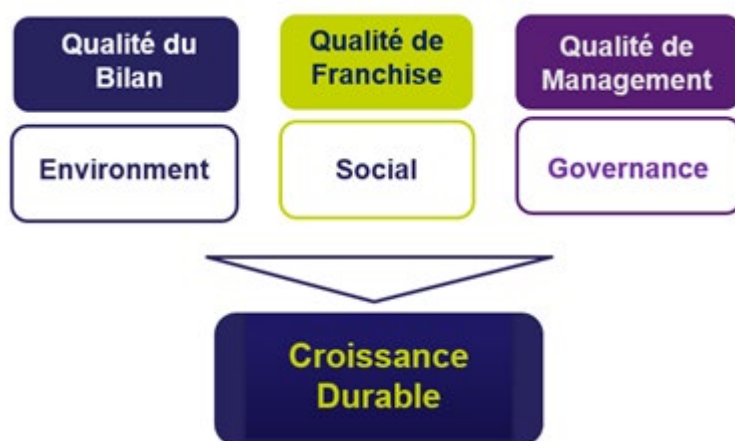 Qualité du
Bilan
Qualité de
Franchise
Qualité de
Management
Environment
Social
Governance
Croissance
Durable